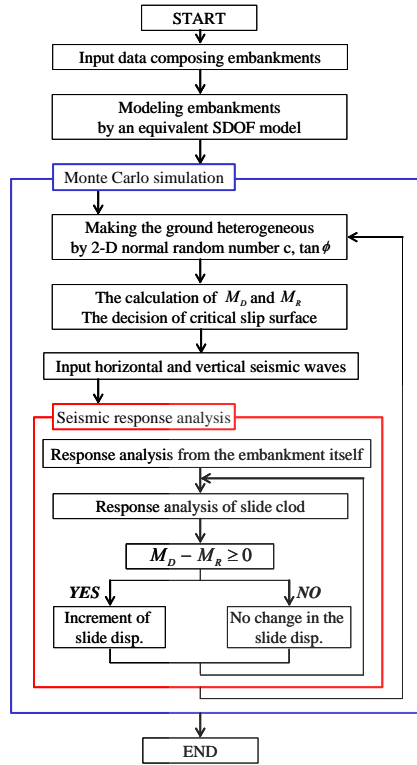 START
Input data composing embankments
Modeling embankments
by an equivalent SDOF model
Monte Carlo simulation
Making the ground heterogeneous
by 2-D normal random number c, tan ϕ
The calculation of M_D and M_R
The decision of critical slip surface
Input horizontal and vertical seismic waves
Seismic response analysis
Response analysis from the embankment itself
Response analysis of slide clod
M_D − M_R ≥ 0
YES
NO
Increment of
slide disp.
No change in the
slide disp.
END